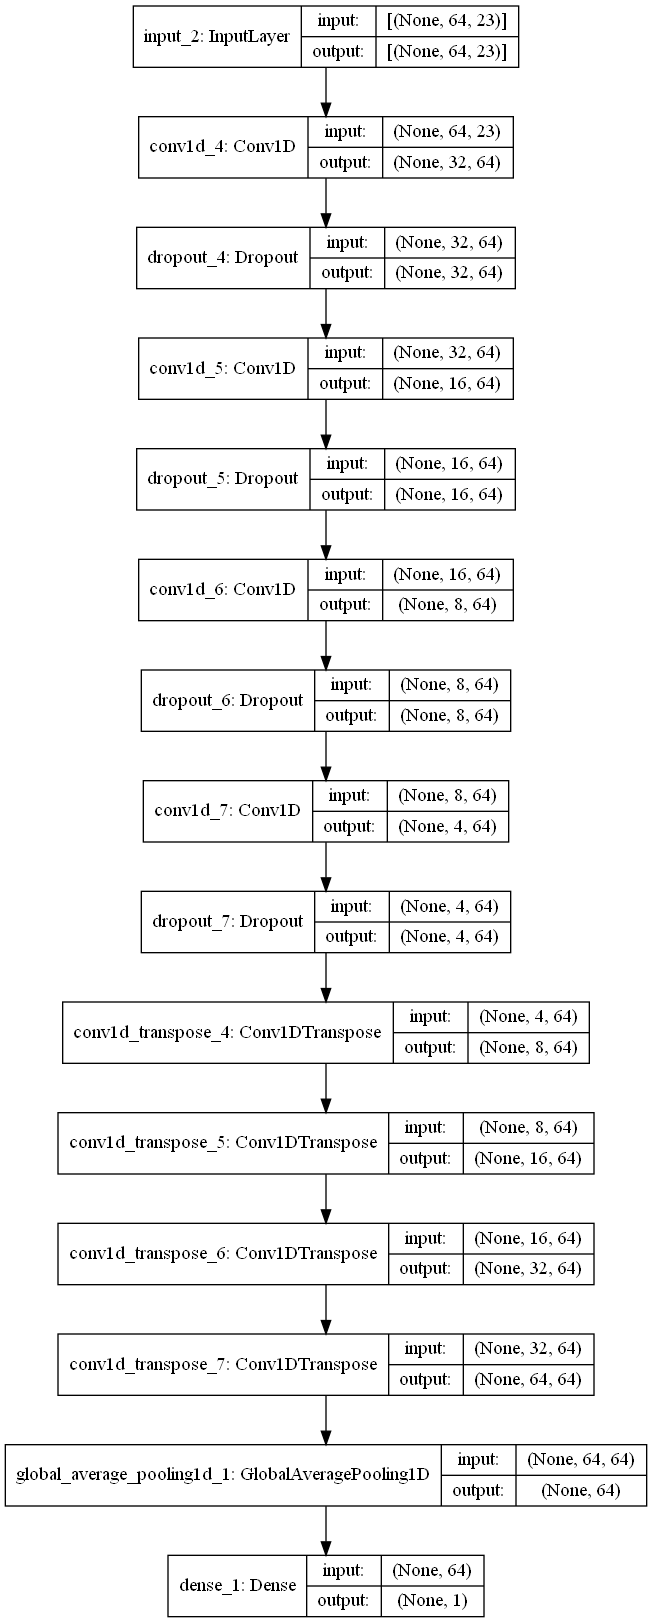 input_2: InputLayer
input: [(None, 64, 23)]
output: [(None, 64, 23)]
conv1d_4: Conv1D
input: (None, 64, 23)
output: (None, 32, 64)
dropout_4: Dropout
input: (None, 32, 64)
output: (None, 32, 64)
conv1d_5: Conv1D
input: (None, 32, 64)
output: (None, 16, 64)
dropout_5: Dropout
input: (None, 16, 64)
output: (None, 16, 64)
conv1d_6: Conv1D
input: (None, 16, 64)
output: (None, 8, 64)
dropout_6: Dropout
input: (None, 8, 64)
output: (None, 8, 64)
conv1d_7: Conv1D
input: (None, 8, 64)
output: (None, 4, 64)
dropout_7: Dropout
input: (None, 4, 64)
output: (None, 4, 64)
conv1d_transpose_4: Conv1DTranspose
input: (None, 4, 64)
output: (None, 8, 64)
conv1d_transpose_5: Conv1DTranspose
input: (None, 8, 64)
output: (None, 16, 64)
conv1d_transpose_6: Conv1DTranspose
input: (None, 16, 64)
output: (None, 32, 64)
conv1d_transpose_7: Conv1DTranspose
input: (None, 32, 64)
output: (None, 64, 64)
global_average_pooling1d_1: GlobalAveragePooling1D
input: (None, 64, 64)
output: (None, 64)
dense_1: Dense
input: (None, 64)
output: (None, 1)